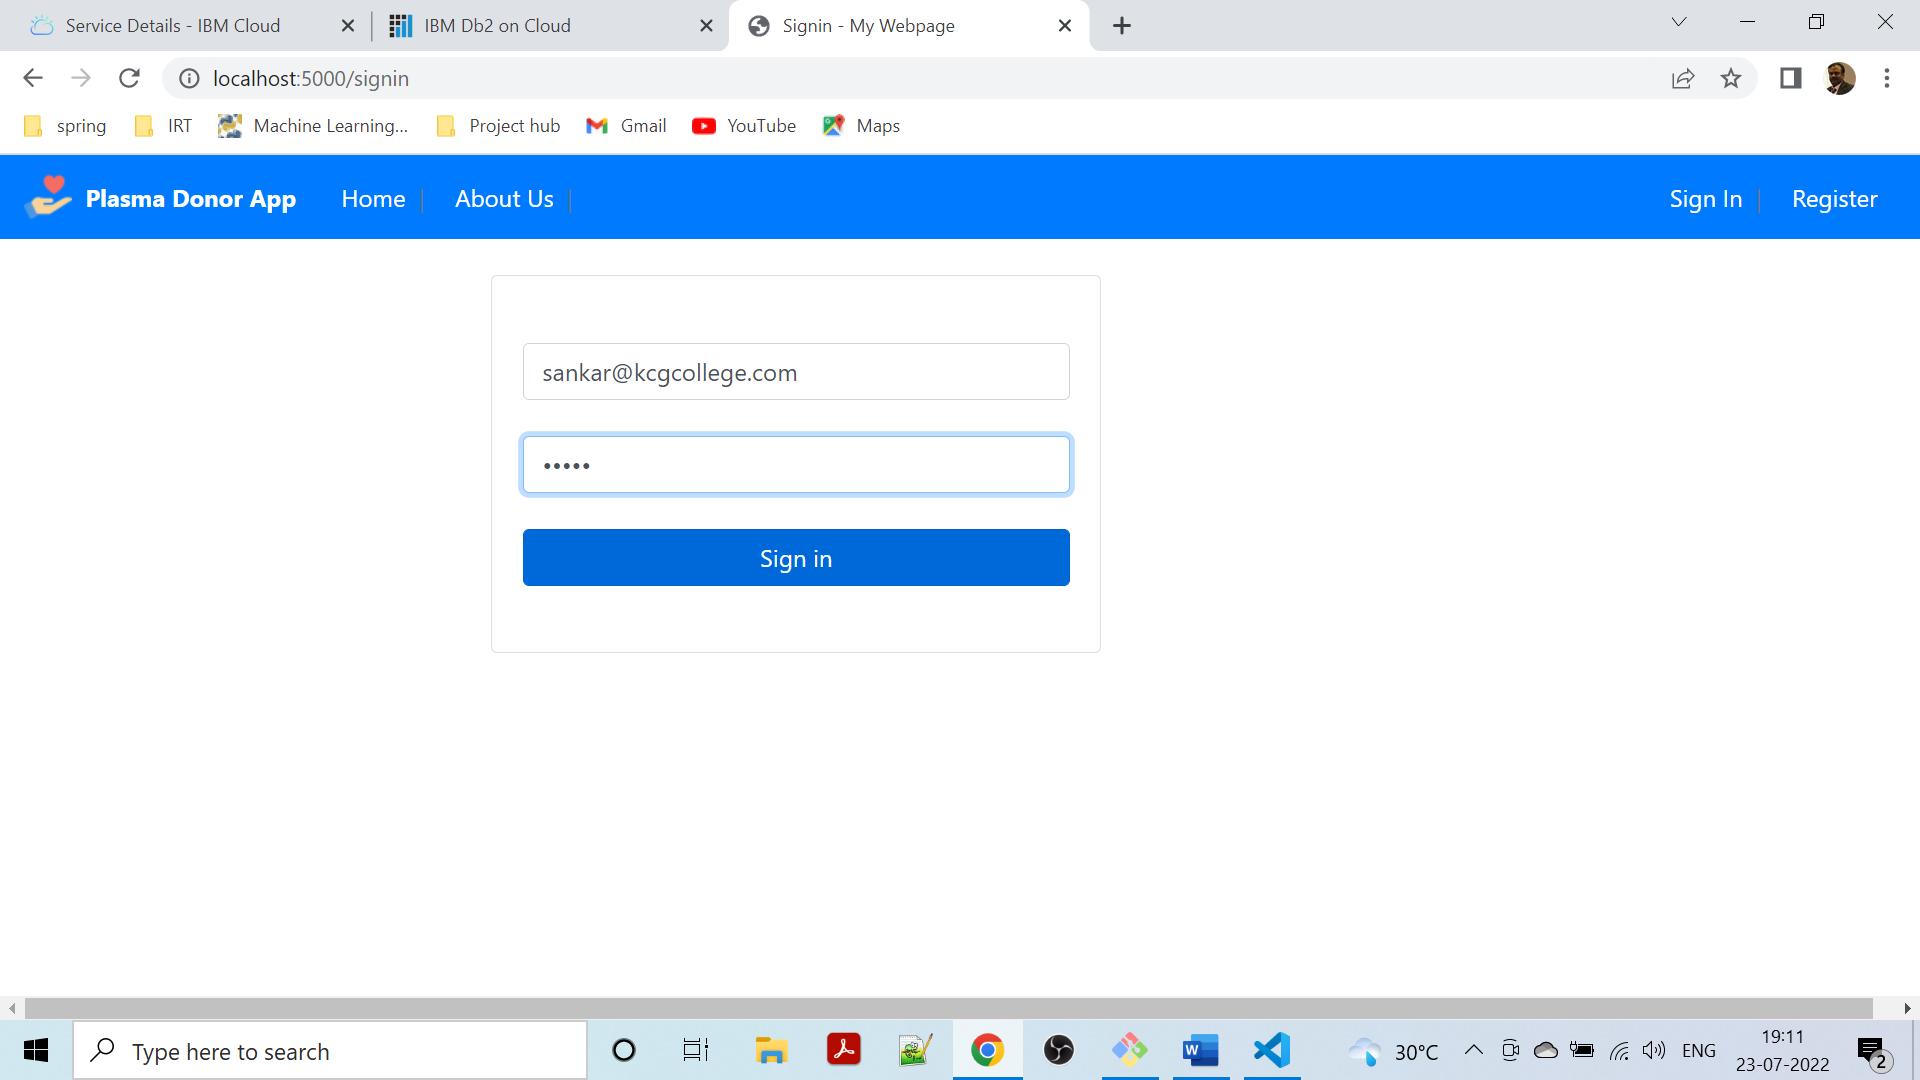 Service Details - IBM Cloud
IBM Db2 on Cloud
Signin - My Webpage
localhost:5000/signin
spring
IRT
Machine Learning...
Project hub
Gmail
YouTube
Maps
Plasma Donor App
Home
About Us
Sign In
Register
sankar@kcgcollege.com
•••••
Sign in
Type here to search
30°C
ENG
19:11
23-07-2022
2